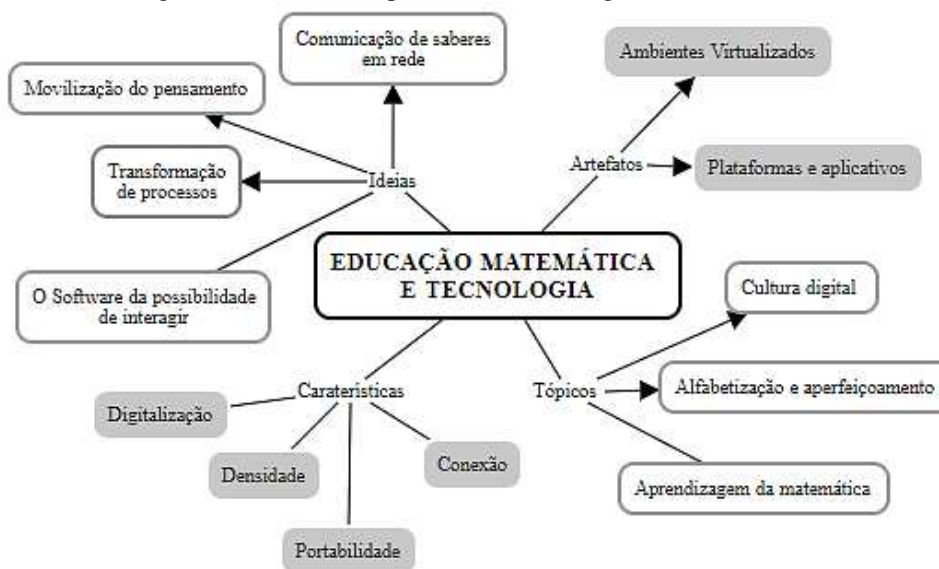 Comunicação de saberes
em rede
Ambientes Virtualizados
Movilização do pensamento
Artefatos
Plataformas e aplicativos
Transformação
de processos
Ideias
EDUCAÇÃO MATEMÁTICA
E TECNOLOGIA
O Software da possibilidade
de interagir
Cultura digital
Caraterísticas
Tópicos
Alfabetização e aperfeiçoamento
Digitalização
Densidade
Conexão
Aprendizagem da matemática
Portabilidade